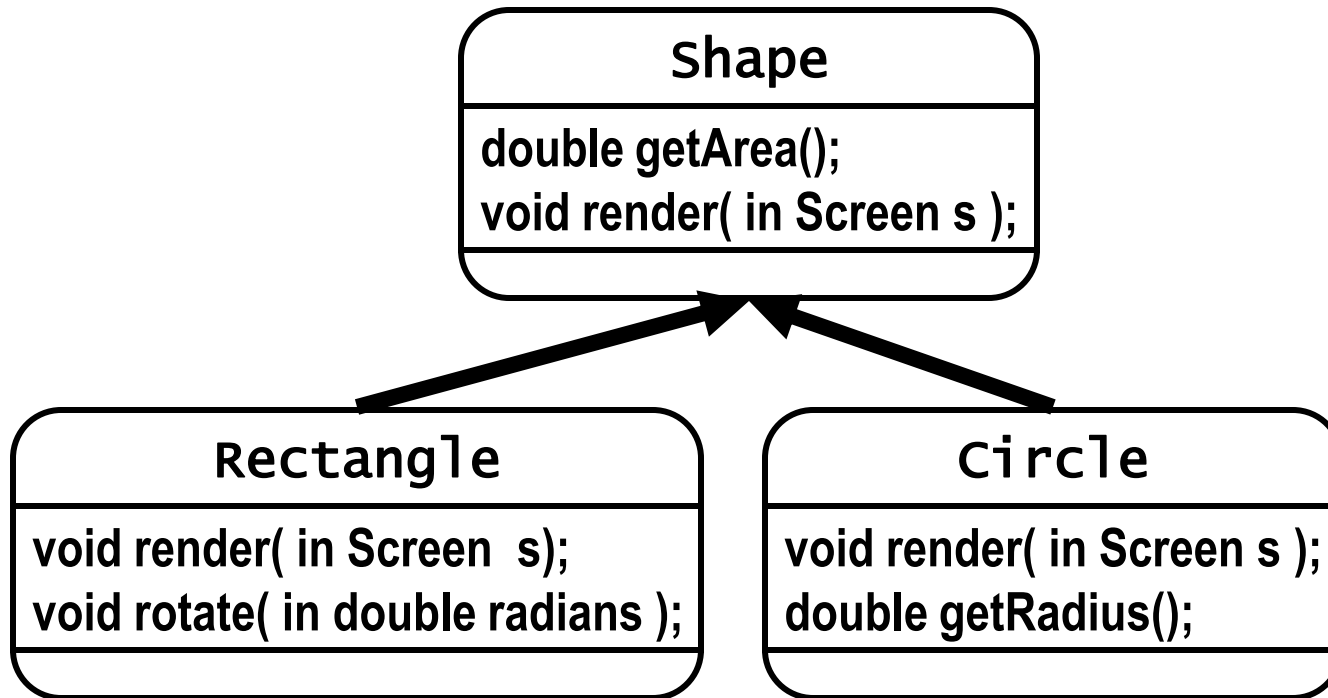 Shape
double getArea();
void render( in Screen s );
Rectangle
void render( in Screen  s);
void rotate( in double radians );
Circle
void render( in Screen s );
double getRadius();